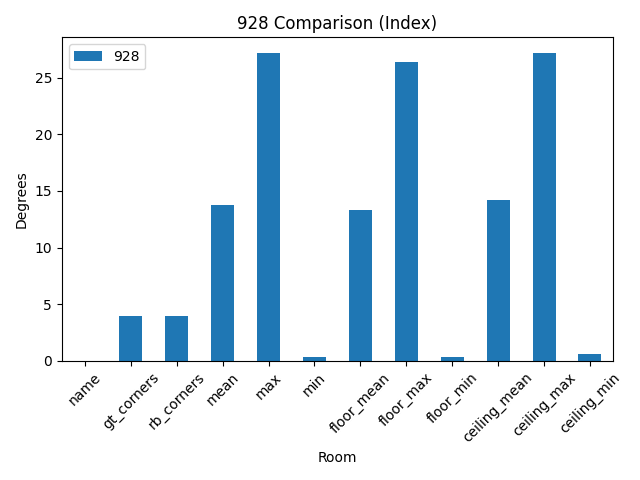 928 Comparison (Index)
928
Degrees
25
20
15
10
5
0
name
gt_corners
rb_corners
mean
max
min
floor_mean
floor_max
floor_min
ceiling_mean
ceiling_max
ceiling_min
Room